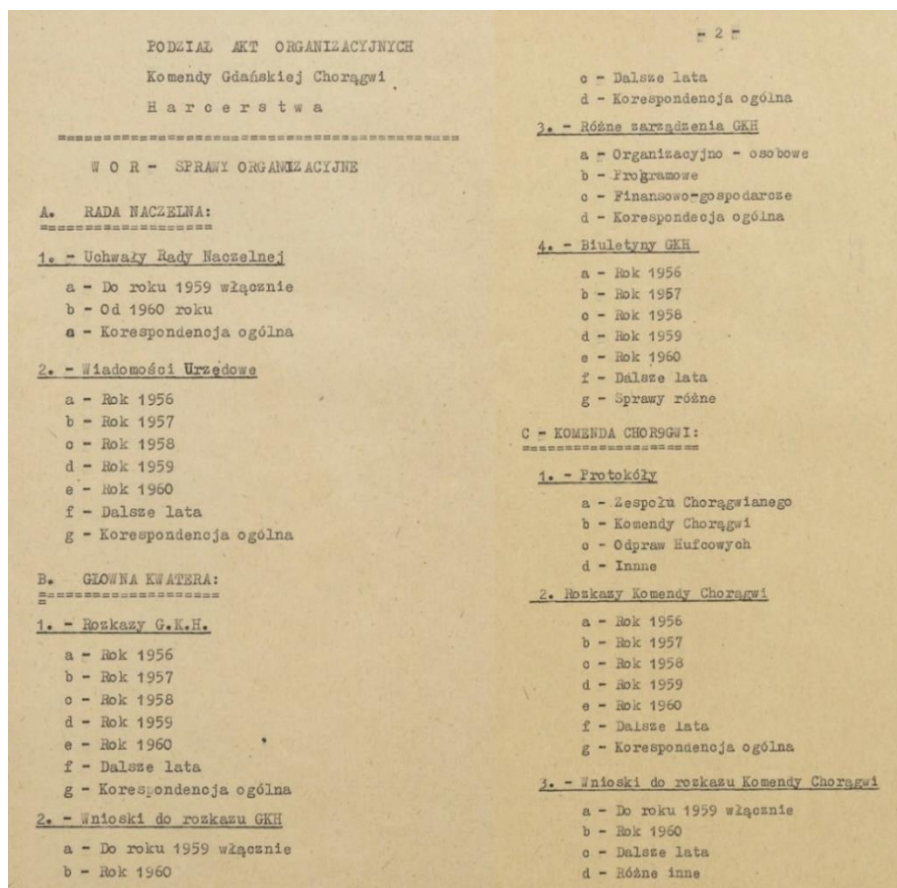 PODZIAŁ AKT ORGANIZACYJNYCH
Komendy Gdańskiej Chorągwi
H a r c e r s t w a
W O R - SPRAWY ORGANIZACYJNE
A. RADA NACZELNA:
1. - Uchwały Rady Naczelnej
a - Do roku 1959 włącznie
b - Od 1960 roku
a - Korespondencja ogólna
2. - Wiadomości Urzędowe
a - Rok 1956
b - Rok 1957
c - Rok 1958
d - Rok 1959
e - Rok 1960
f - Dalsze lata
g - Korespondencja ogólna
B. GŁOWNA KWATERA:
1. - Rozkazy G.K.H.
a - Rok 1956
b - Rok 1957
c - Rok 1958
d - Rok 1959
e - Rok 1960
f - Dalsze lata
g - Korespondencja ogólna
2. - Wnioski do rozkazu GKH
a - Do roku 1959 włącznie
b - Rok 1960
- 2 -
c - Dalsze lata
d - Korespondencja ogólna
3. - Różne zarządzenia GKH
a - Organizacyjno - osobowe
b - Programowe
c - Finansowo-gospodarcze
d - Korespondecja ogólna
4. - Biuletyny GKH
a - Rok 1956
b - Rok 1957
c - Rok 1958
d - Rok 1959
e - Rok 1960
f - Dalsze lata
g - Sprawy różne
C - KOMENDA CHOR9GWI:
1. - Protokóły
a - Zespołu Chorągwianego
b - Komendy Chorągwi
c - Odpraw Hufcowych
d - Innne
2. Rozkazy Komendy Chorągwi
a - Rok 1956
b - Rok 1957
c - Rok 1958
d - Rok 1959
e - Rok 1960
f - Dalsze lata
g - Korespondencja ogólna
3. - Wnioski do rozkazu Komendy Chorągwi
a - Do roku 1959 włącznie
b - Rok 1960
c - Dalsze lata
d - Różne inne